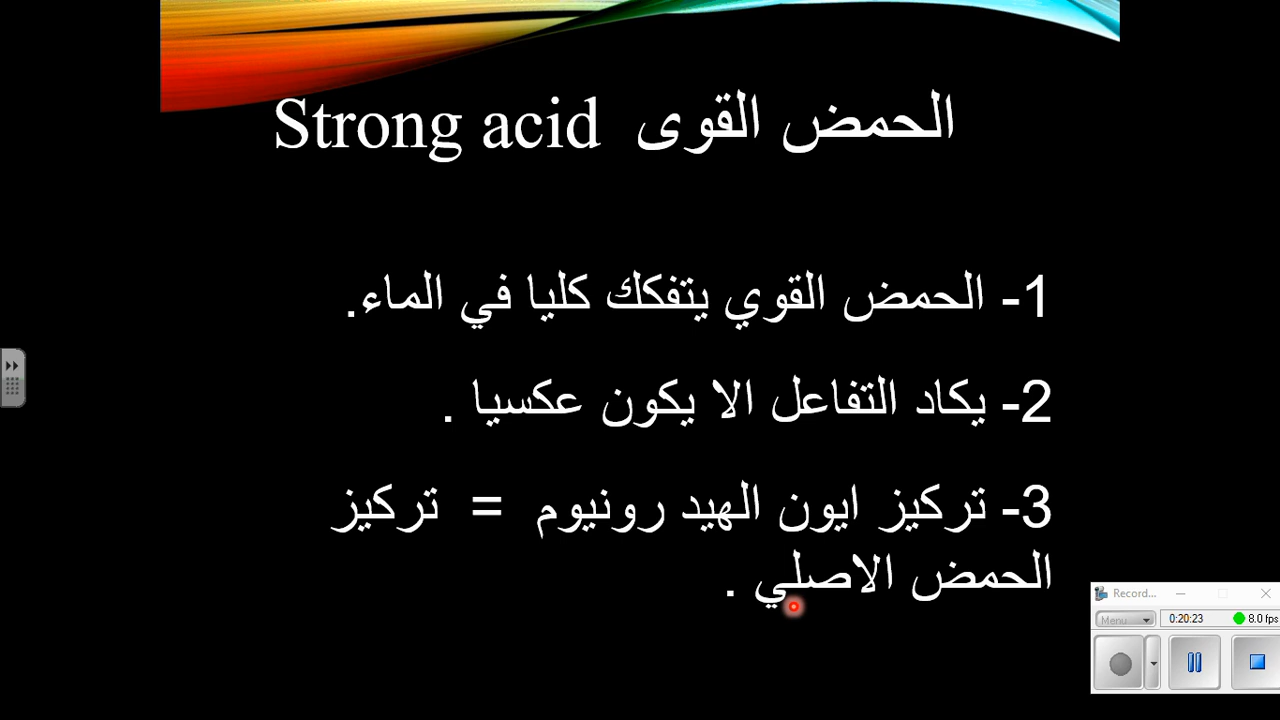 الحمض القوى Strong acid
1- الحمض القوي يتفكك كليا في الماء.
2- يكاد التفاعل الا يكون عكسيا .
3- تركيز ايون الهيد رونيوم = تركيز
الحمض الاصلي .
Record...
Menu
0:20:23
8.0 fps